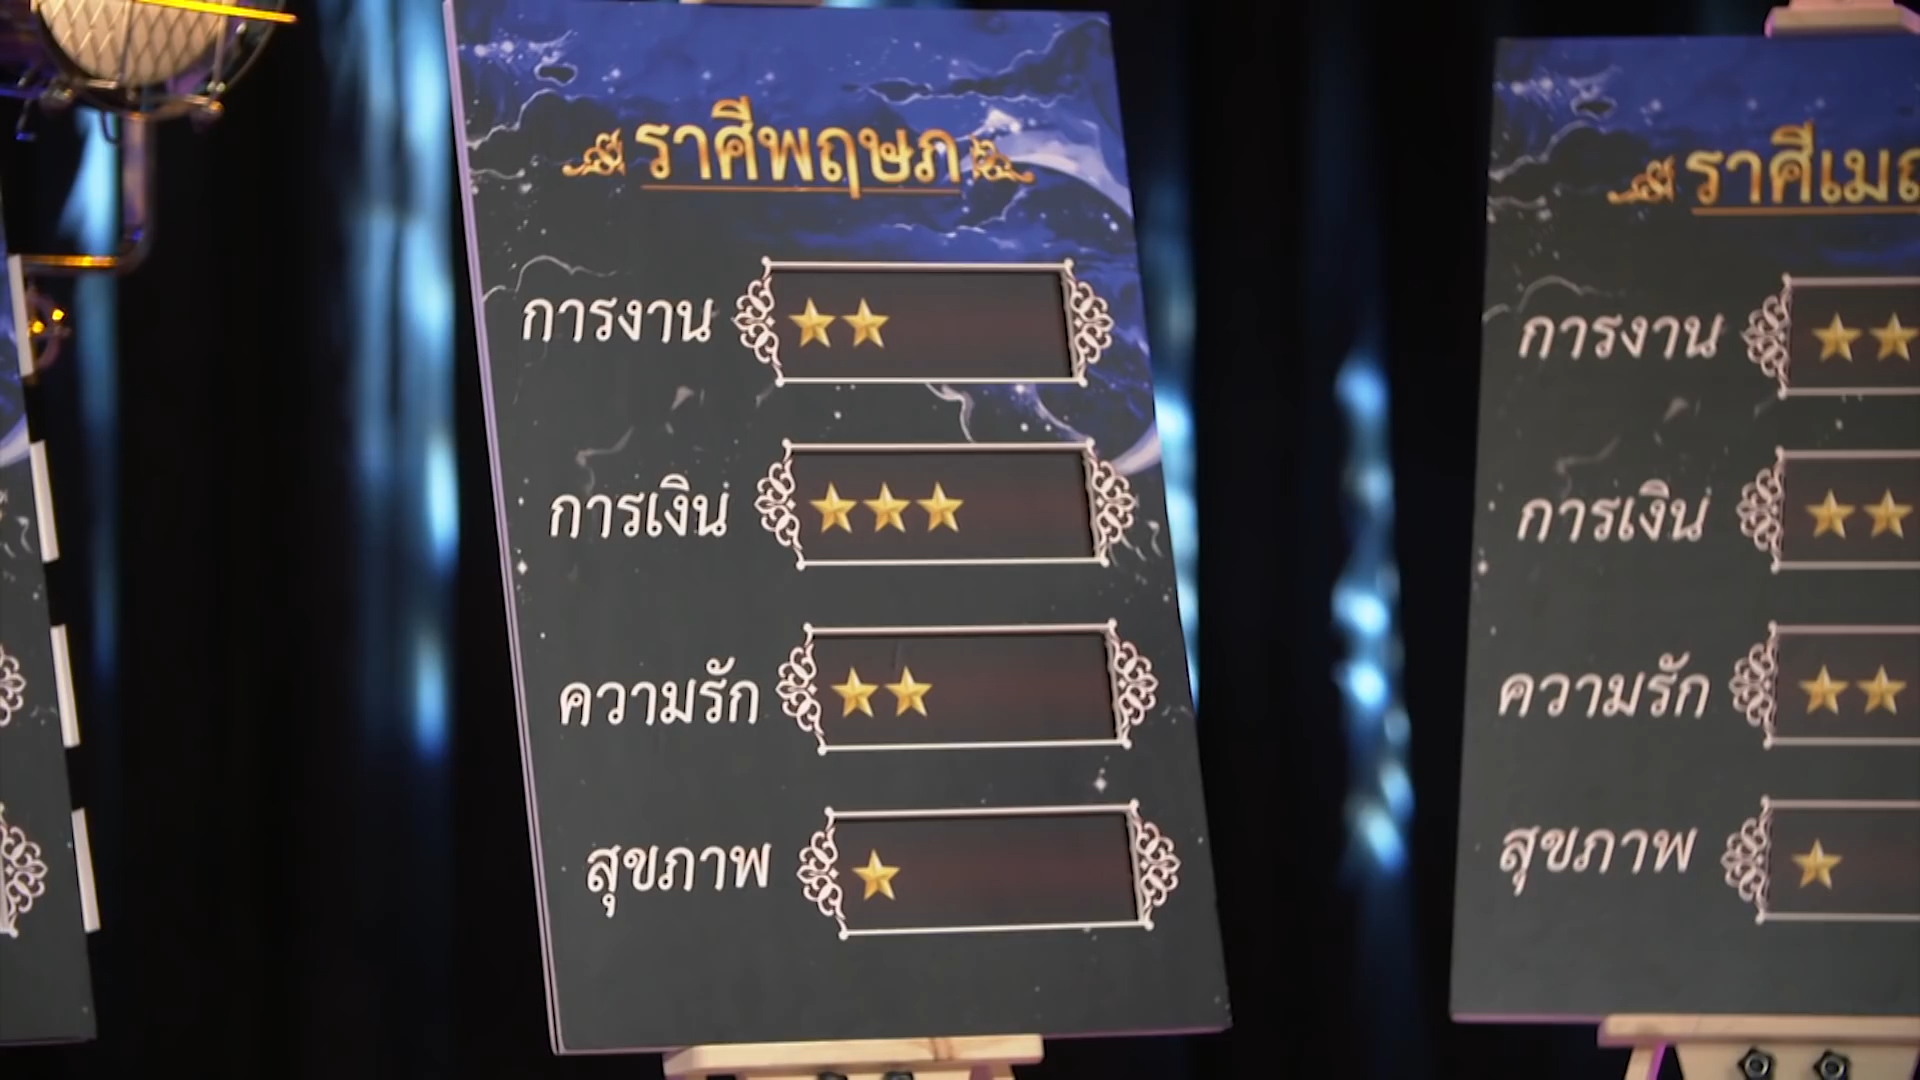 ราศีพฤษภ
การงาน
การเงิน
ความรัก
สุขภาพ
การงาน
การเงิน
ความรัก
สุขภาพ